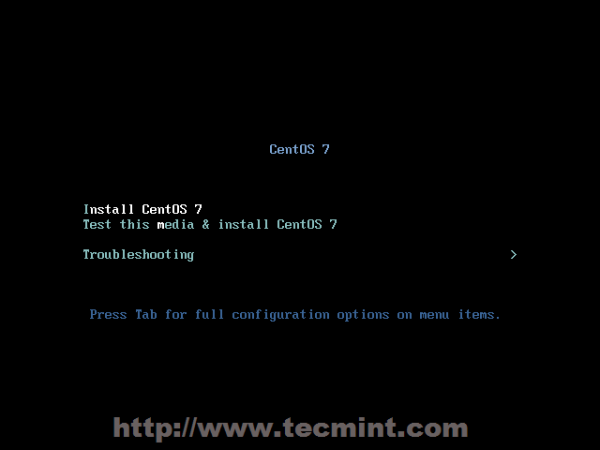 CentOS 7
Install CentOS 7
Test this media & install CentOS 7
Troubleshooting >
Press Tab for full configuration options on menu items.
http://www.tecmint.com